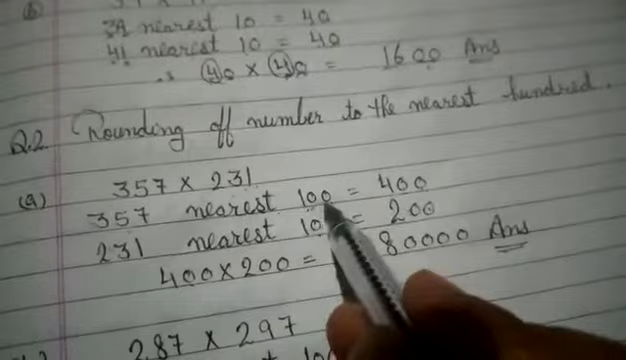 (b)
39 nearest 10 = 40
41 nearest 10 = 40
∴ 40 × 40 = 1600 Ans
Q.2 Rounding off number to the nearest hundred.
(a) 357 × 231
357 nearest 100 = 400
231 nearest 10 = 200
400 × 200 = 80000 Ans
287 × 297